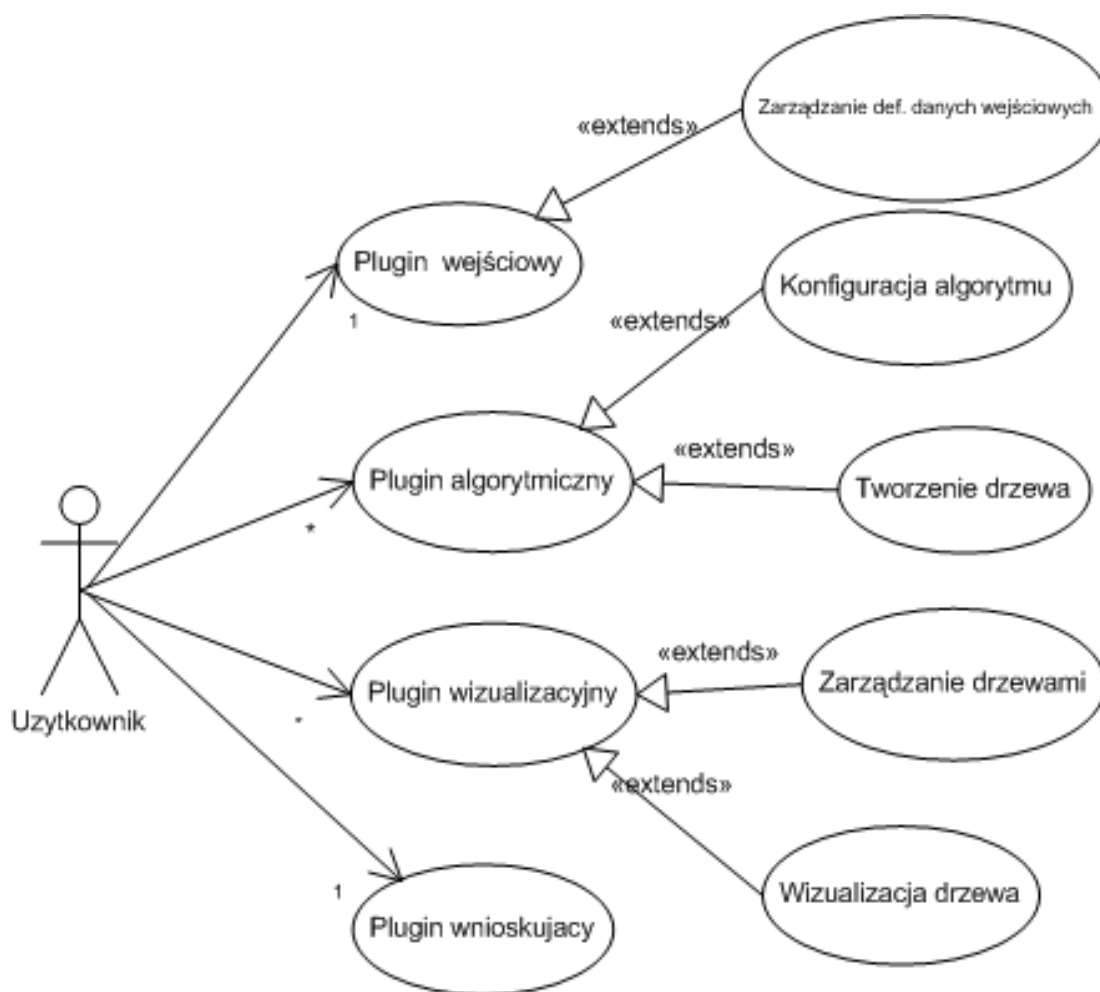 Zarządzanie def. danych wejściowych
«extends»
Plugin wejściowy
1
Konfiguracja algorytmu
«extends»
Plugin algorytmiczny
*
«extends»
Tworzenie drzewa
Uzytkownik
Plugin wizualizacyjny
*
«extends»
Zarządzanie drzewami
«extends»
Wizualizacja drzewa
1
Plugin wnioskujacy